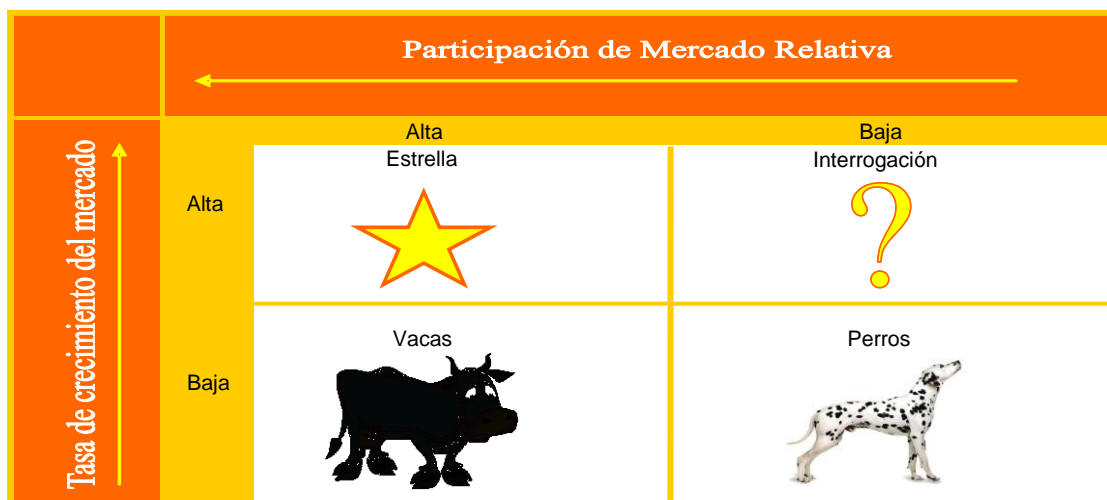 Participación de Mercado Relativa
Alta
Baja
Tasa de crecimiento del mercado
Alta
Estrella
Interrogación
?
Baja
Vacas
Perros